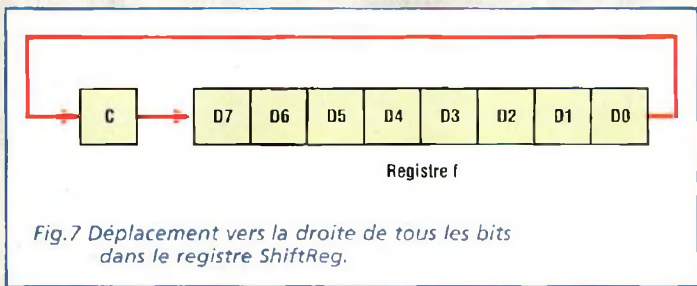 C D7 D6 D5 D4 D3 D2 D1 D0
Registre f
Fig.7 Déplacement vers la droite de tous les bits
dans le registre ShiftReg.